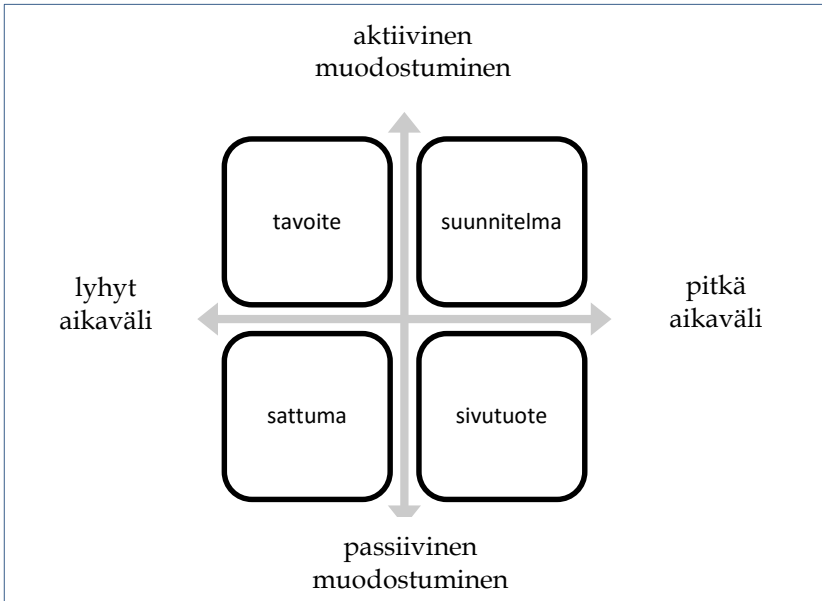 aktiivinen
muodostuminen
tavoite
suunnitelma
lyhyt
aikaväli
pitkä
aikaväli
sattuma
sivutuote
passiivinen
muodostuminen